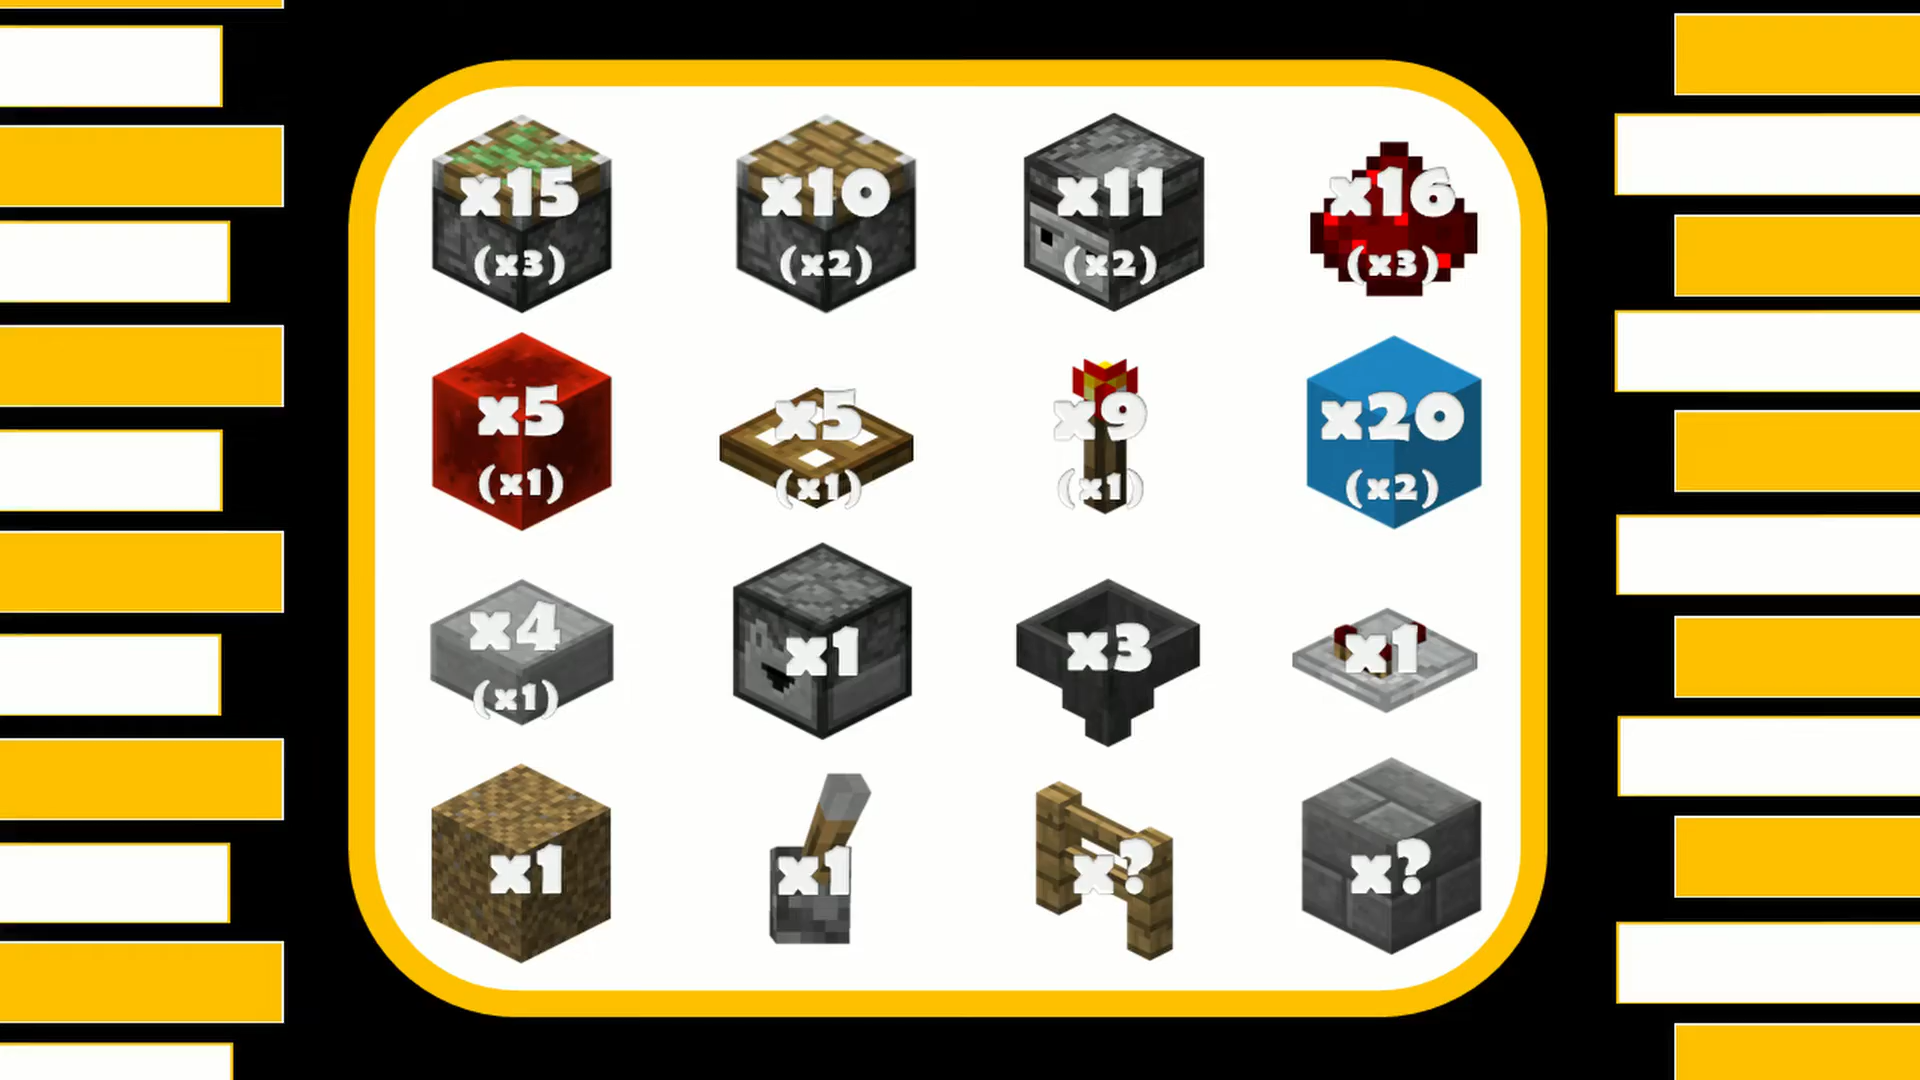 x15 x10 x11 x16
(x3) (x2) (x2) (x3)
x5 x5 x9 x20
(x1) (x1) (x1) (x2)
x4 x1 x3 x1
(x1)
x1 x1 x? x?